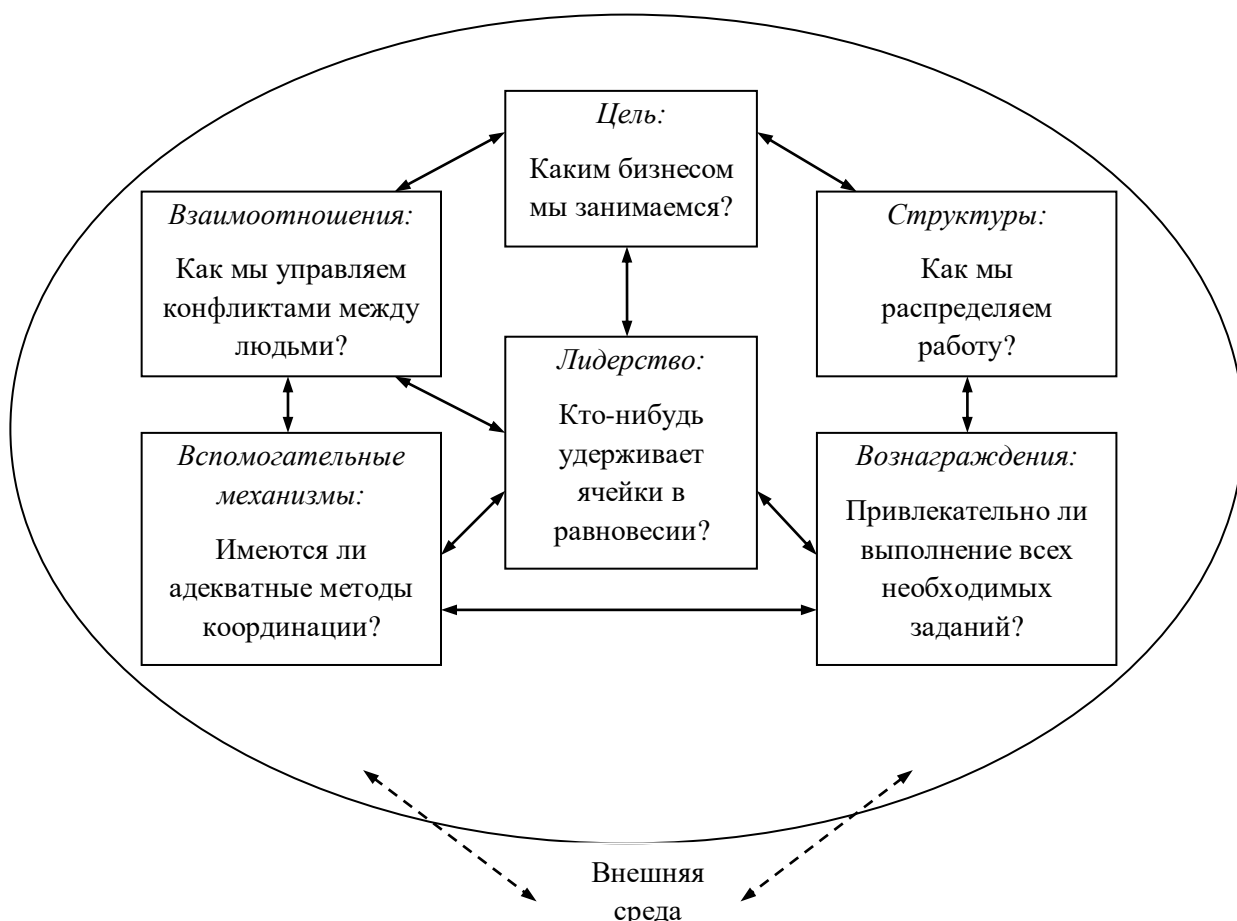 Цель:
Каким бизнесом
мы занимаемся?
Взаимоотношения:
Как мы управляем
конфликтами между
людьми?
Структуры:
Как мы
распределяем
работу?
Лидерство:
Кто-нибудь
удерживает
ячейки в
равновесии?
Вспомогательные
механизмы:
Имеются ли
адекватные методы
координации?
Вознаграждения:
Привлекательно ли
выполнение всех
необходимых
заданий?
Внешняя
среда